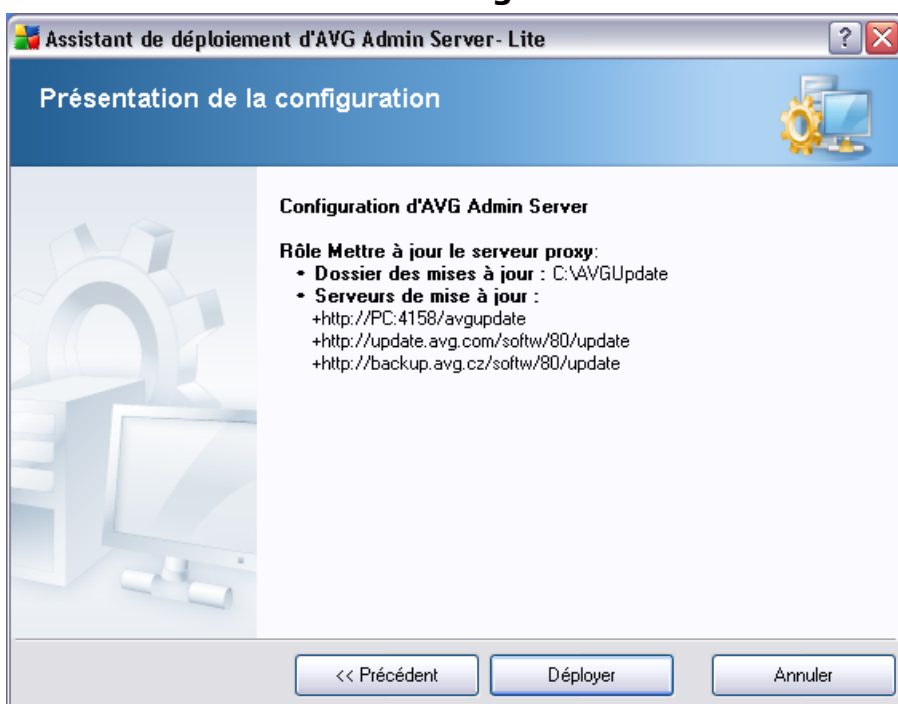 Assistant de déploiement d'AVG Admin Server- Lite
Présentation de la configuration
Configuration d'AVG Admin Server
Rôle Mettre à jour le serveur proxy:
• Dossier des mises à jour : C:\AVGUpdate
• Serveurs de mise à jour :
+http://PC:4158/avgupdate
+http://update.avg.com/softw/80/update
+http://backup.avg.cz/softw/80/update
<< Précédent Déployer Annuler